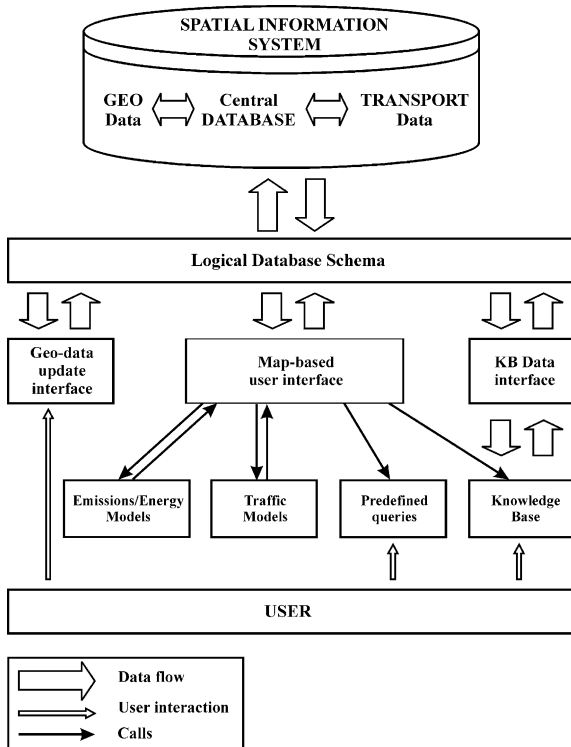 SPATIAL INFORMATION
SYSTEM
GEO
Data
Central
DATABASE
TRANSPORT
Data
Logical Database Schema
Geo-data
update
interface
Map-based
user interface
KB Data
interface
Emissions/Energy
Models
Traffic
Models
Predefined
queries
Knowledge
Base
USER
Data flow
User interaction
Calls